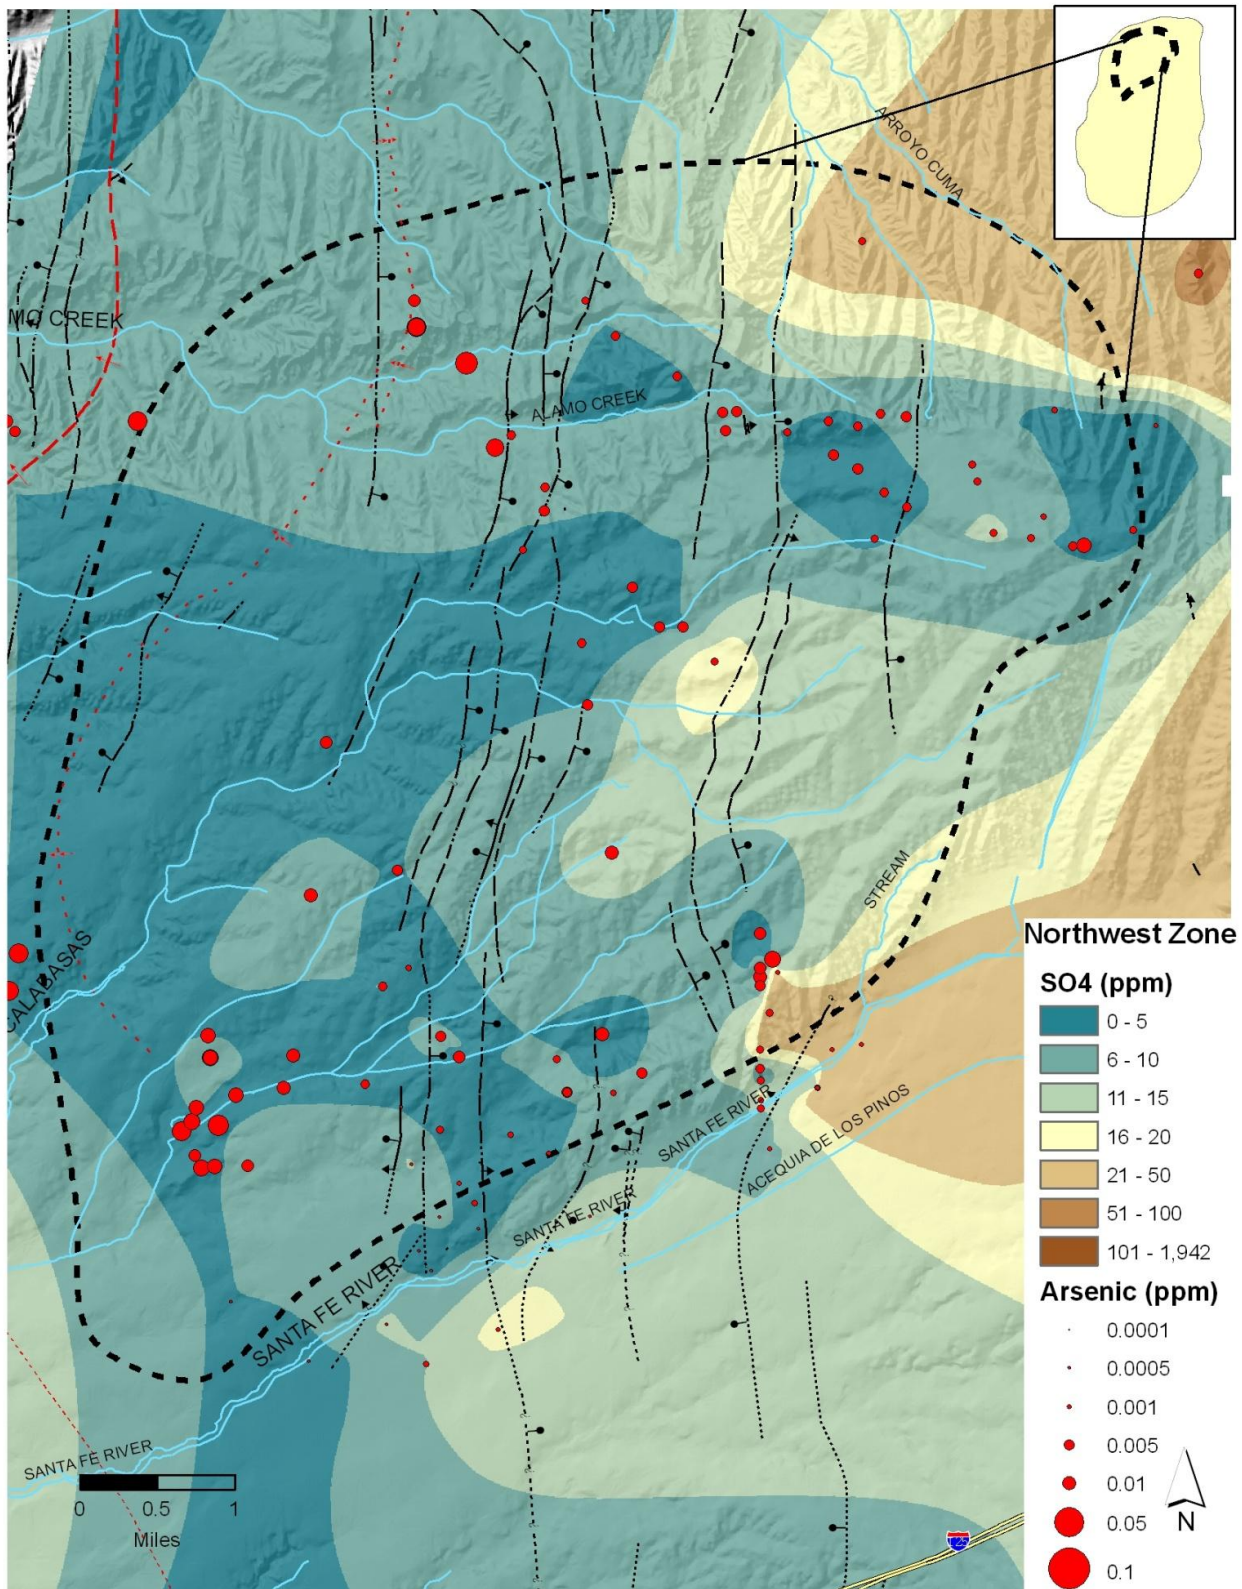 ARROYO CUMA
MO CREEK
ALAMO CREEK
STREAM
CALABASAS
SANTA FE RIVER
ACEQUIA DE LOS PINOS
SANTA FE RIVER
SANTA FE RIVER
SANTA FE RIVER
0 0.5 1
Miles
Northwest Zone
SO4 (ppm)
0 - 5
6 - 10
11 - 15
16 - 20
21 - 50
51 - 100
101 - 1,942
Arsenic (ppm)
0.0001
0.0005
0.001
0.005
0.01
0.05
0.1
N